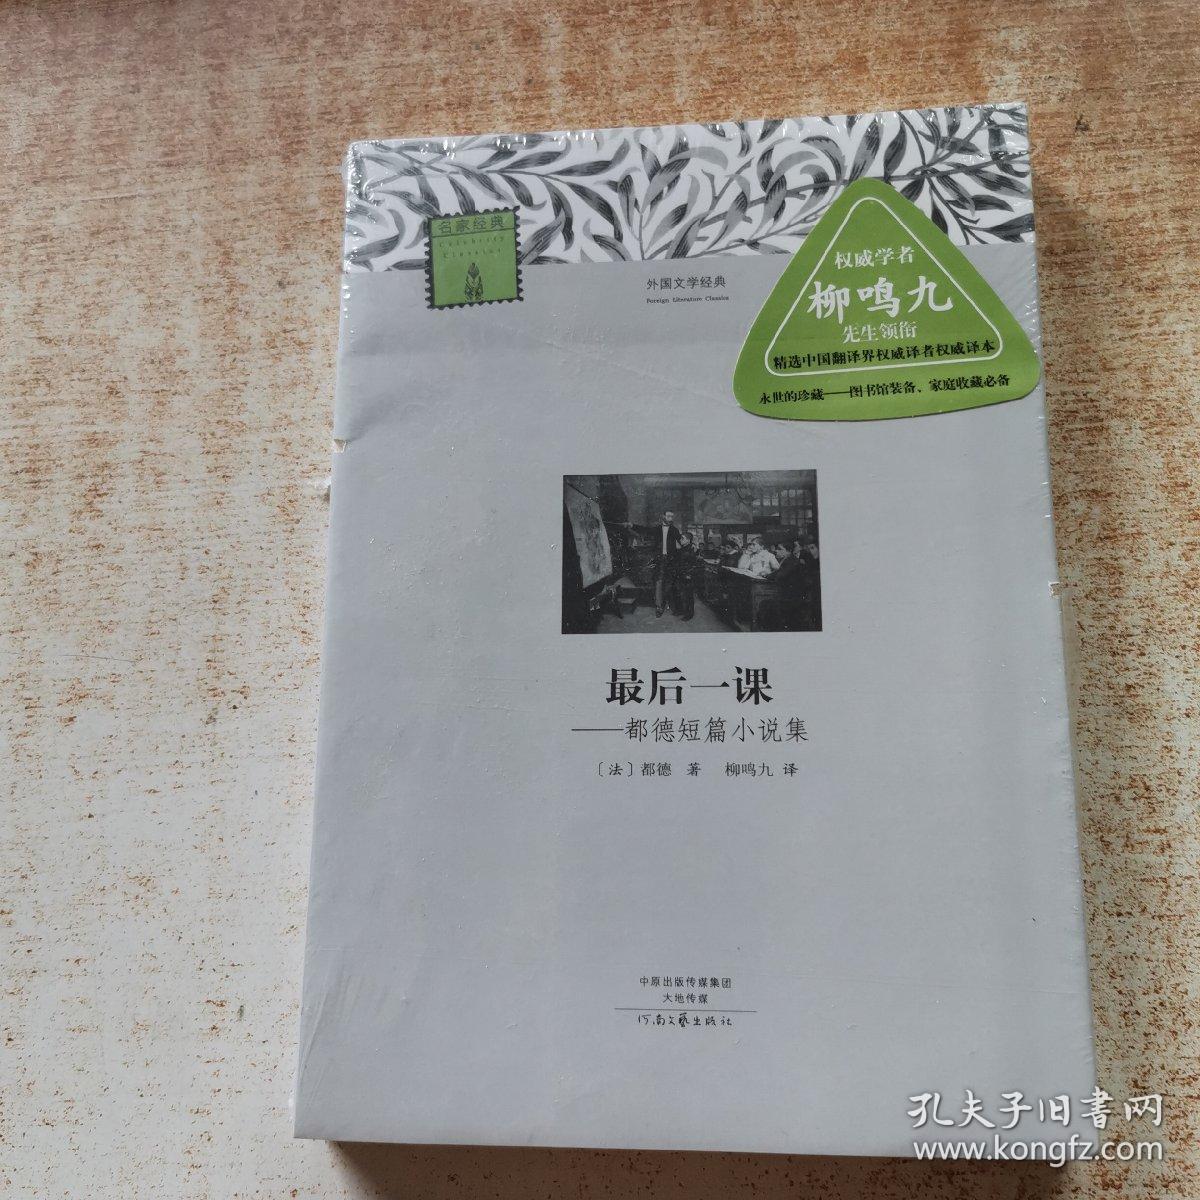 名家经典
Celebrity
Classics
外国文学经典
Foreign Literature Classics
权威学者
柳鸣九
先生领衔
精选中国翻译界权威译者权威译本
永世的珍藏——图书馆装备、家庭收藏必备
最后一课
——都德短篇小说集
〔法〕都德 著 柳鸣九 译
中原出版传媒集团
大地传媒
河南文艺出版社
孔夫子旧书网
www.kongfz.com